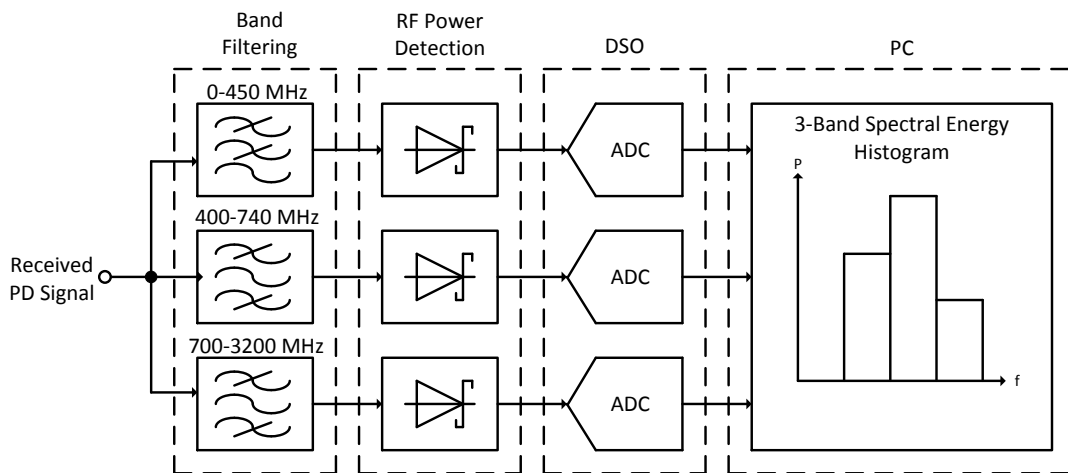 Band
Filtering
RF Power
Detection
DSO
PC
0-450 MHz
400-740 MHz
700-3200 MHz
Received
PD Signal
ADC
ADC
ADC
3-Band Spectral Energy
Histogram
P
f